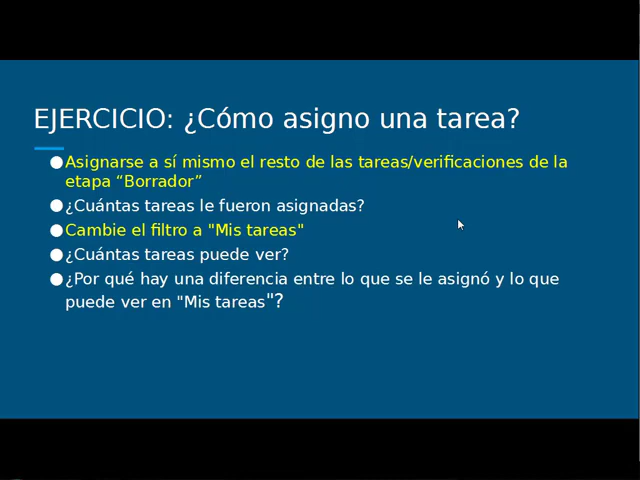 EJERCICIO: ¿Cómo asigno una tarea?
●Asignarse a sí mismo el resto de las tareas/verificaciones de la
etapa “Borrador”
●¿Cuántas tareas le fueron asignadas?
●Cambie el filtro a "Mis tareas"
●¿Cuántas tareas puede ver?
●¿Por qué hay una diferencia entre lo que se le asignó y lo que
puede ver en "Mis tareas"?